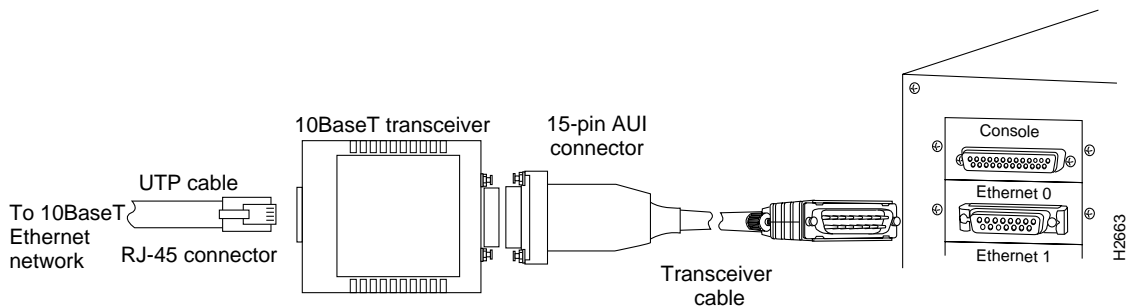 10BaseT transceiver
15-pin AUI
connector
Console
UTP cable
Ethernet 0
To 10BaseT
Ethernet
network
RJ-45 connector
Ethernet 1
Transceiver
cable
H2663